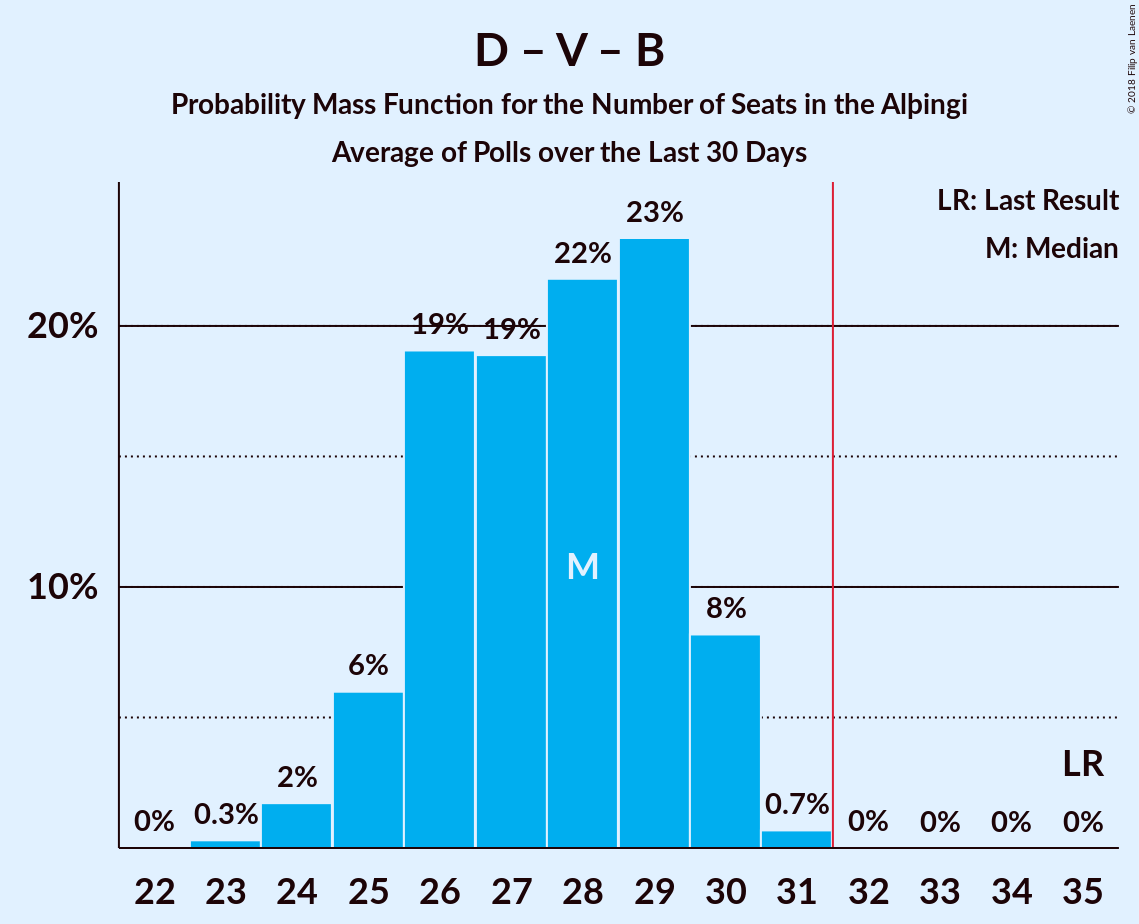 D – V – B
Probability Mass Function for the Number of Seats in the Alþingi
Average of Polls over the Last 30 Days
© 2018 Filip van Laenen
LR: Last Result
M: Median
20%
10%
0%
0.3%
2%
6%
19%
19%
22%
23%
8%
0.7%
0%
0%
0%
0%
M
LR
22 23 24 25 26 27 28 29 30 31 32 33 34 35